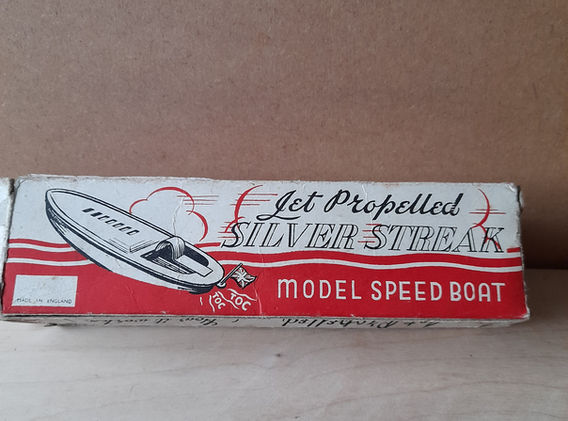 Jet Propelled
SILVER STREAK
MODEL SPEED BOAT
TOC
TOC
MADE IN ENGLAND